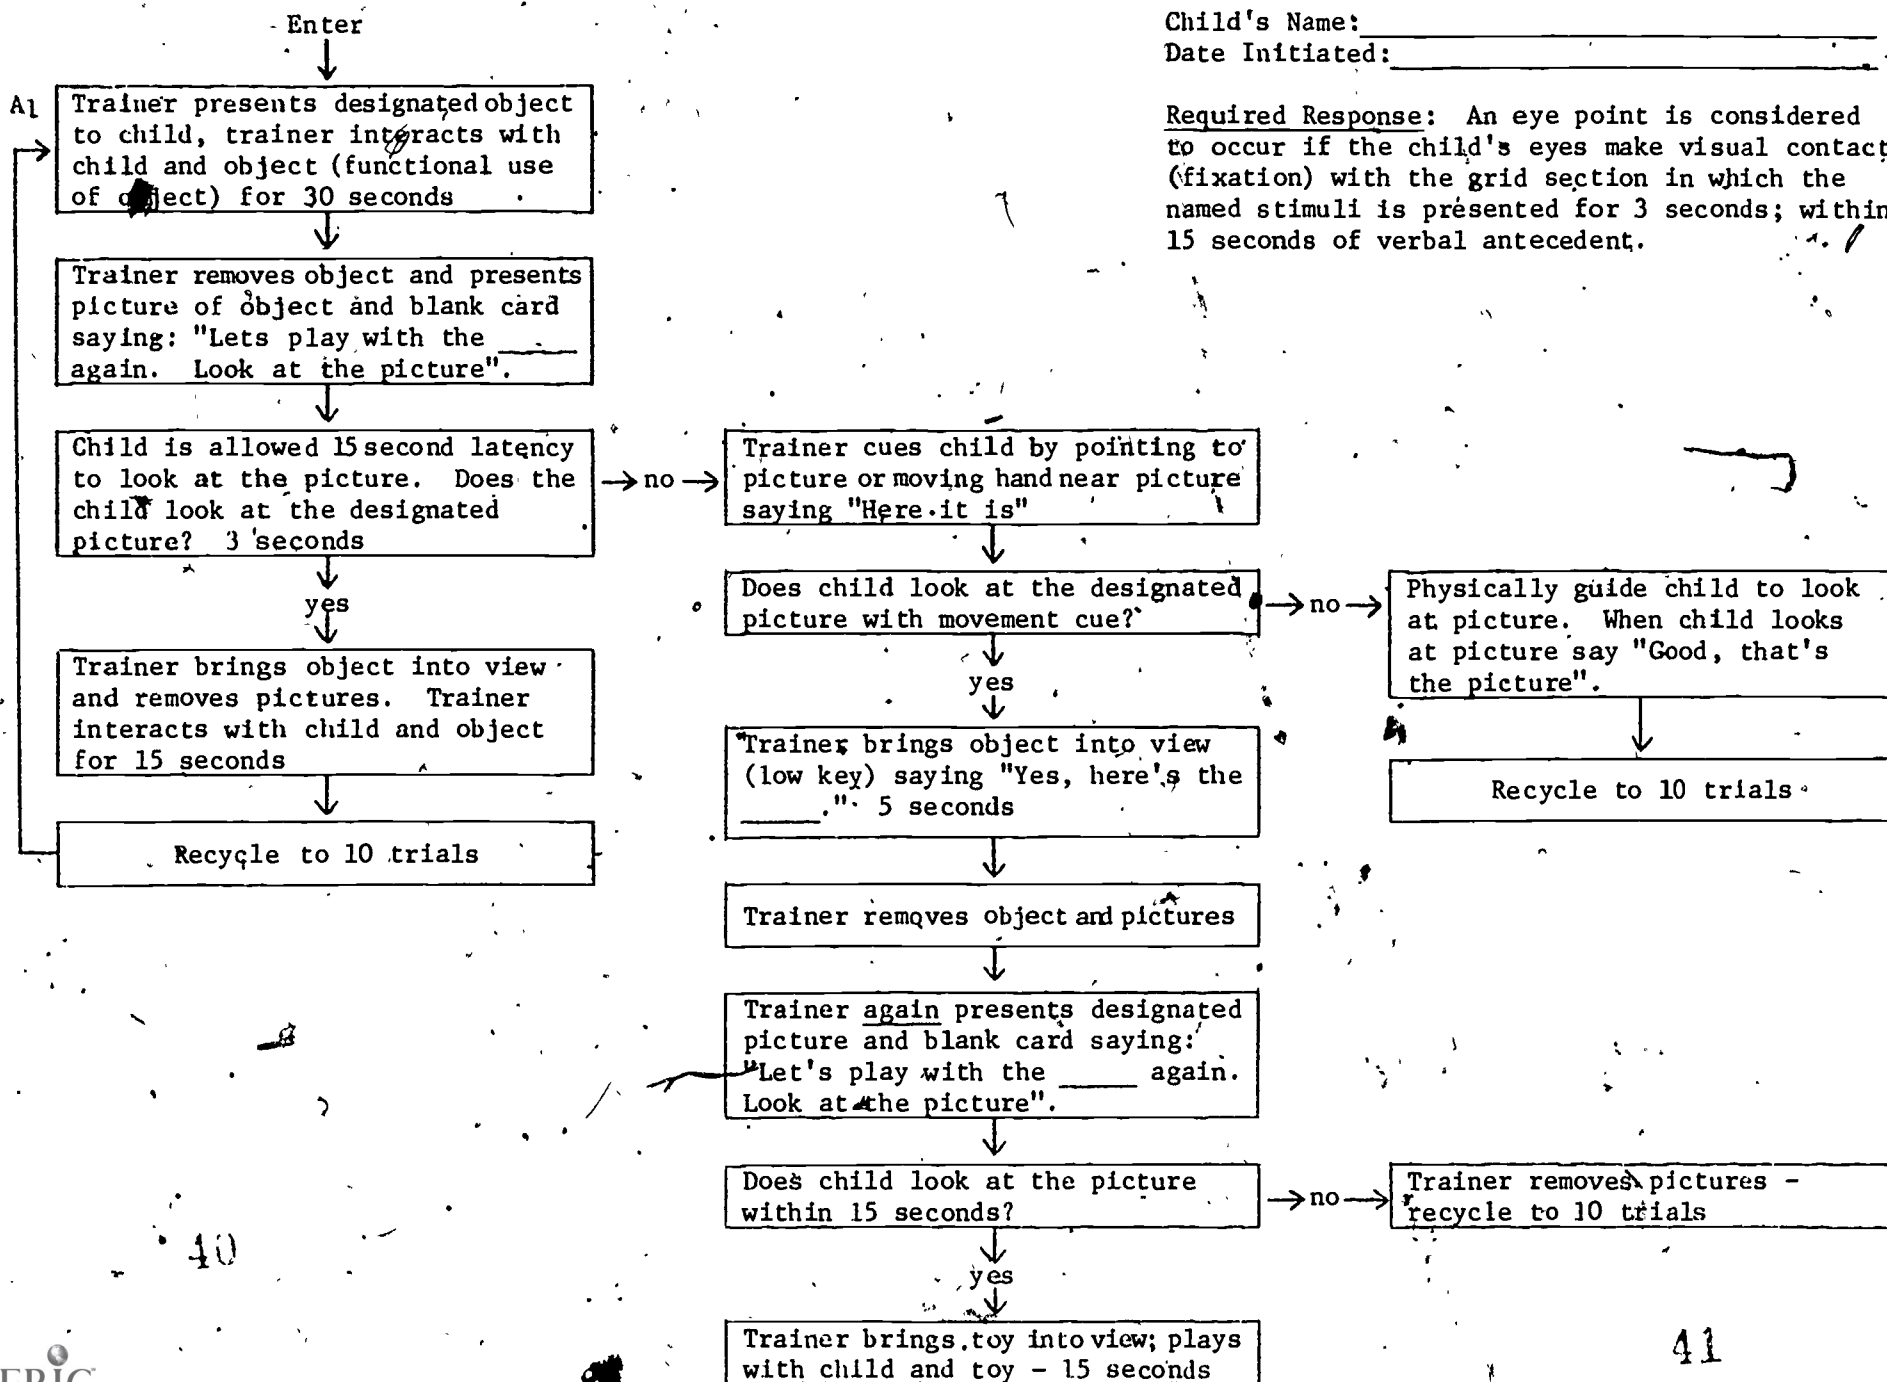 Enter
Child's Name:
Date Initiated:
Required Response: An eye point is considered
to occur if the child's eyes make visual contact
(fixation) with the grid section in which the
named stimuli is presented for 3 seconds; within
15 seconds of verbal antecedent.
A1
Trainer presents designated object
to child, trainer interacts with
child and object (functional use
of object) for 30 seconds
Trainer removes object and presents
picture of object and blank card
saying: "Lets play with the _____
again. Look at the picture".
Child is allowed 15 second latency
to look at the picture. Does the
child look at the designated
picture? 3 seconds
no
Trainer cues child by pointing to
picture or moving hand near picture
saying "Here it is"
yes
Does child look at the designated
picture with movement cue?
no
Physically guide child to look
at picture. When child looks
at picture say "Good, that's
the picture".
Trainer brings object into view
and removes pictures. Trainer
interacts with child and object
for 15 seconds
yes
Trainer brings object into view
(low key) saying "Yes, here's the
_____." 5 seconds
Recycle to 10 trials
Recycle to 10 trials
Trainer removes object and pictures
Trainer again presents designated
picture and blank card saying:
"Let's play with the _____ again.
Look at the picture".
Does child look at the picture
within 15 seconds?
no
Trainer removes pictures -
recycle to 10 trials
yes
Trainer brings toy into view; plays
with child and toy - 15 seconds
40
41
ERIC